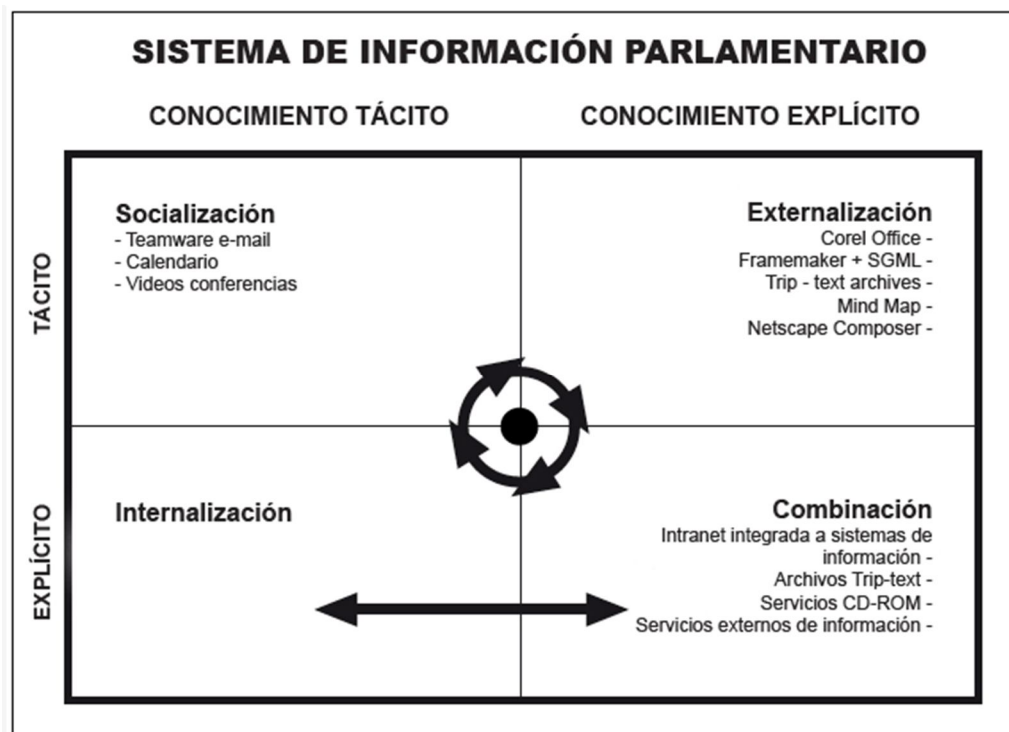 SISTEMA DE INFORMACIÓN PARLAMENTARIO
CONOCIMIENTO TÁCITO
CONOCIMIENTO EXPLÍCITO
TÁCITO
Socialización
- Teamware e-mail
- Calendario
- Videos conferencias
Externalización
Corel Office -
Framemaker + SGML -
Trip - text archives -
Mind Map -
Netscape Composer -
EXPLÍCITO
Internalización
Combinación
Intranet integrada a sistemas de
información -
Archivos Trip-text -
Servicios CD-ROM -
Servicios externos de información -